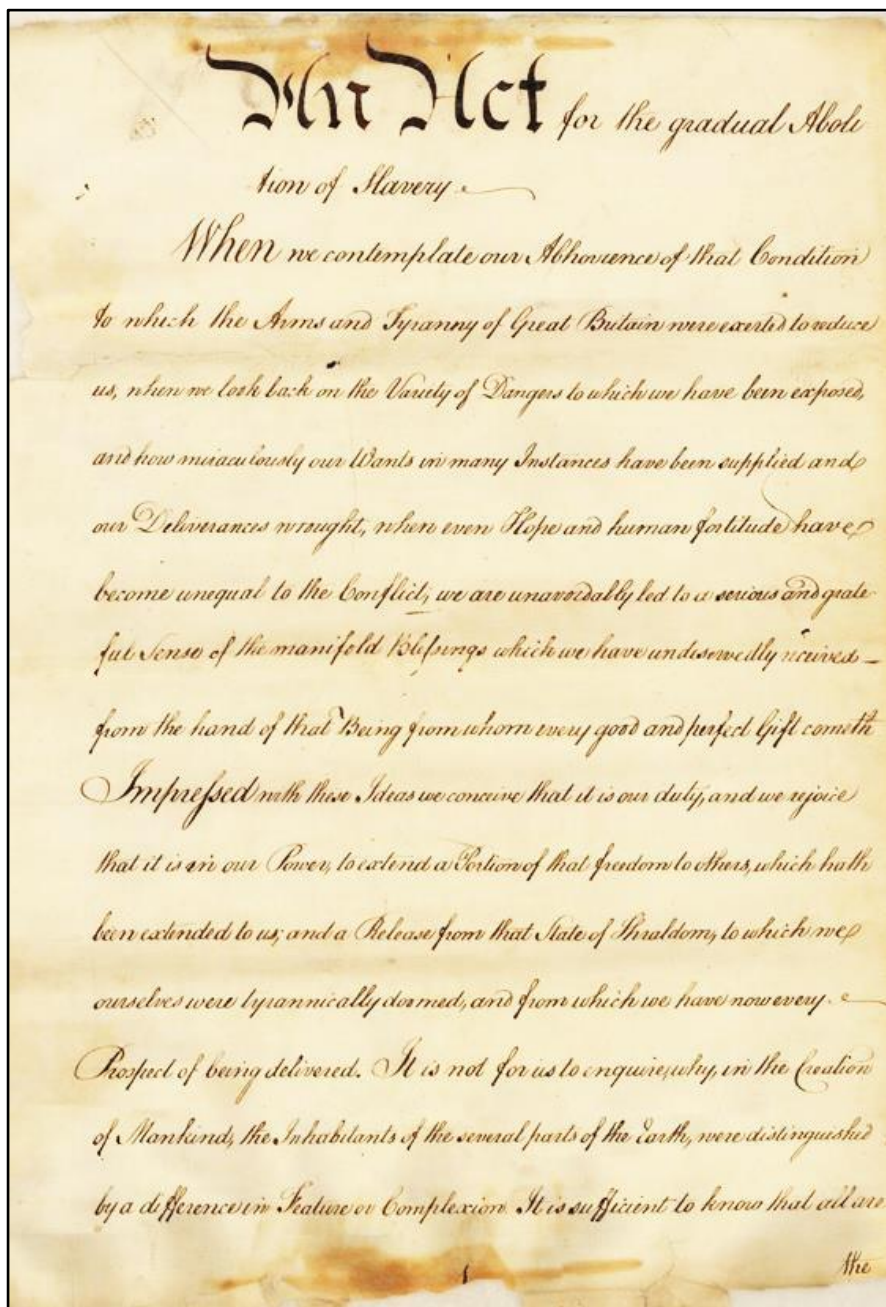 An Act for the gradual Aboli
tion of Slavery
When we contemplate our Abhorrence of that Condition
to which the Arms and Tyranny of Great Britain were exerted to reduce
us, when we look back on the Variety of Dangers to which we have been exposed,
and how miraculously our Wants in many Instances have been supplied and
our Deliverances wrought, when even Hope and human fortitude have
become unequal to the Conflict, we are unavoidably led to a serious and grate
ful Sense of the manifold Blessings which we have undeservedly received
from the hand of that Being from whom every good and perfect Gift cometh
Impressed with these Ideas we conceive that it is our duty, and we rejoice
that it is in our Power, to extend a Portion of that freedom to others, which hath
been extended to us; and a Release from that State of Thraldom, to which we
ourselves were tyrannically doomed, and from which we have now every
Prospect of being delivered. It is not for us to enquire, why, in the Creation
of Mankind, the Inhabitants of the several parts of the Earth, were distinguished
by a difference in Feature or Complexion. It is sufficient to know that all are
the